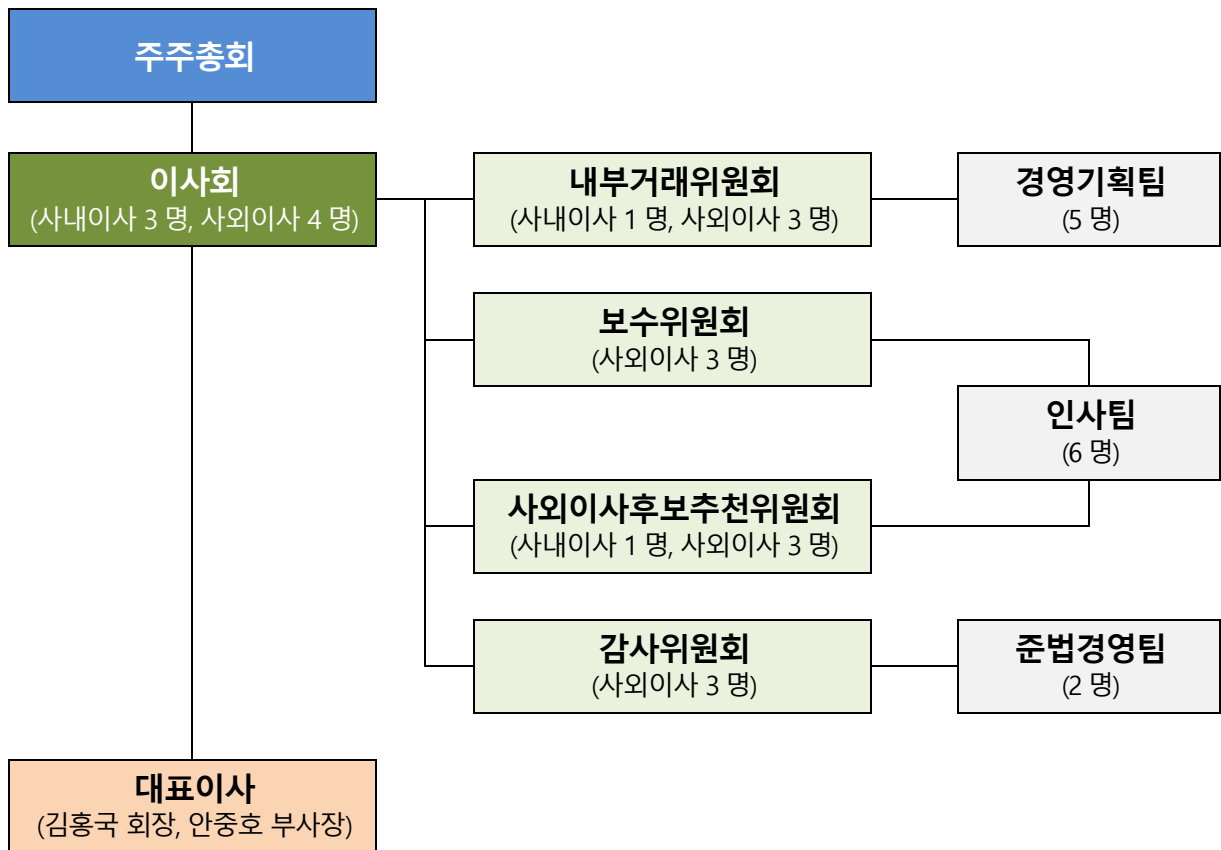 주주총회
이사회
(사내이사 3 명, 사외이사 4 명)
내부거래위원회
(사내이사 1 명, 사외이사 3 명)
경영기획팀
(5 명)
보수위원회
(사외이사 3 명)
인사팀
(6 명)
사외이사후보추천위원회
(사내이사 1 명, 사외이사 3 명)
감사위원회
(사외이사 3 명)
준법경영팀
(2 명)
대표이사
(김홍국 회장, 안중호 부사장)